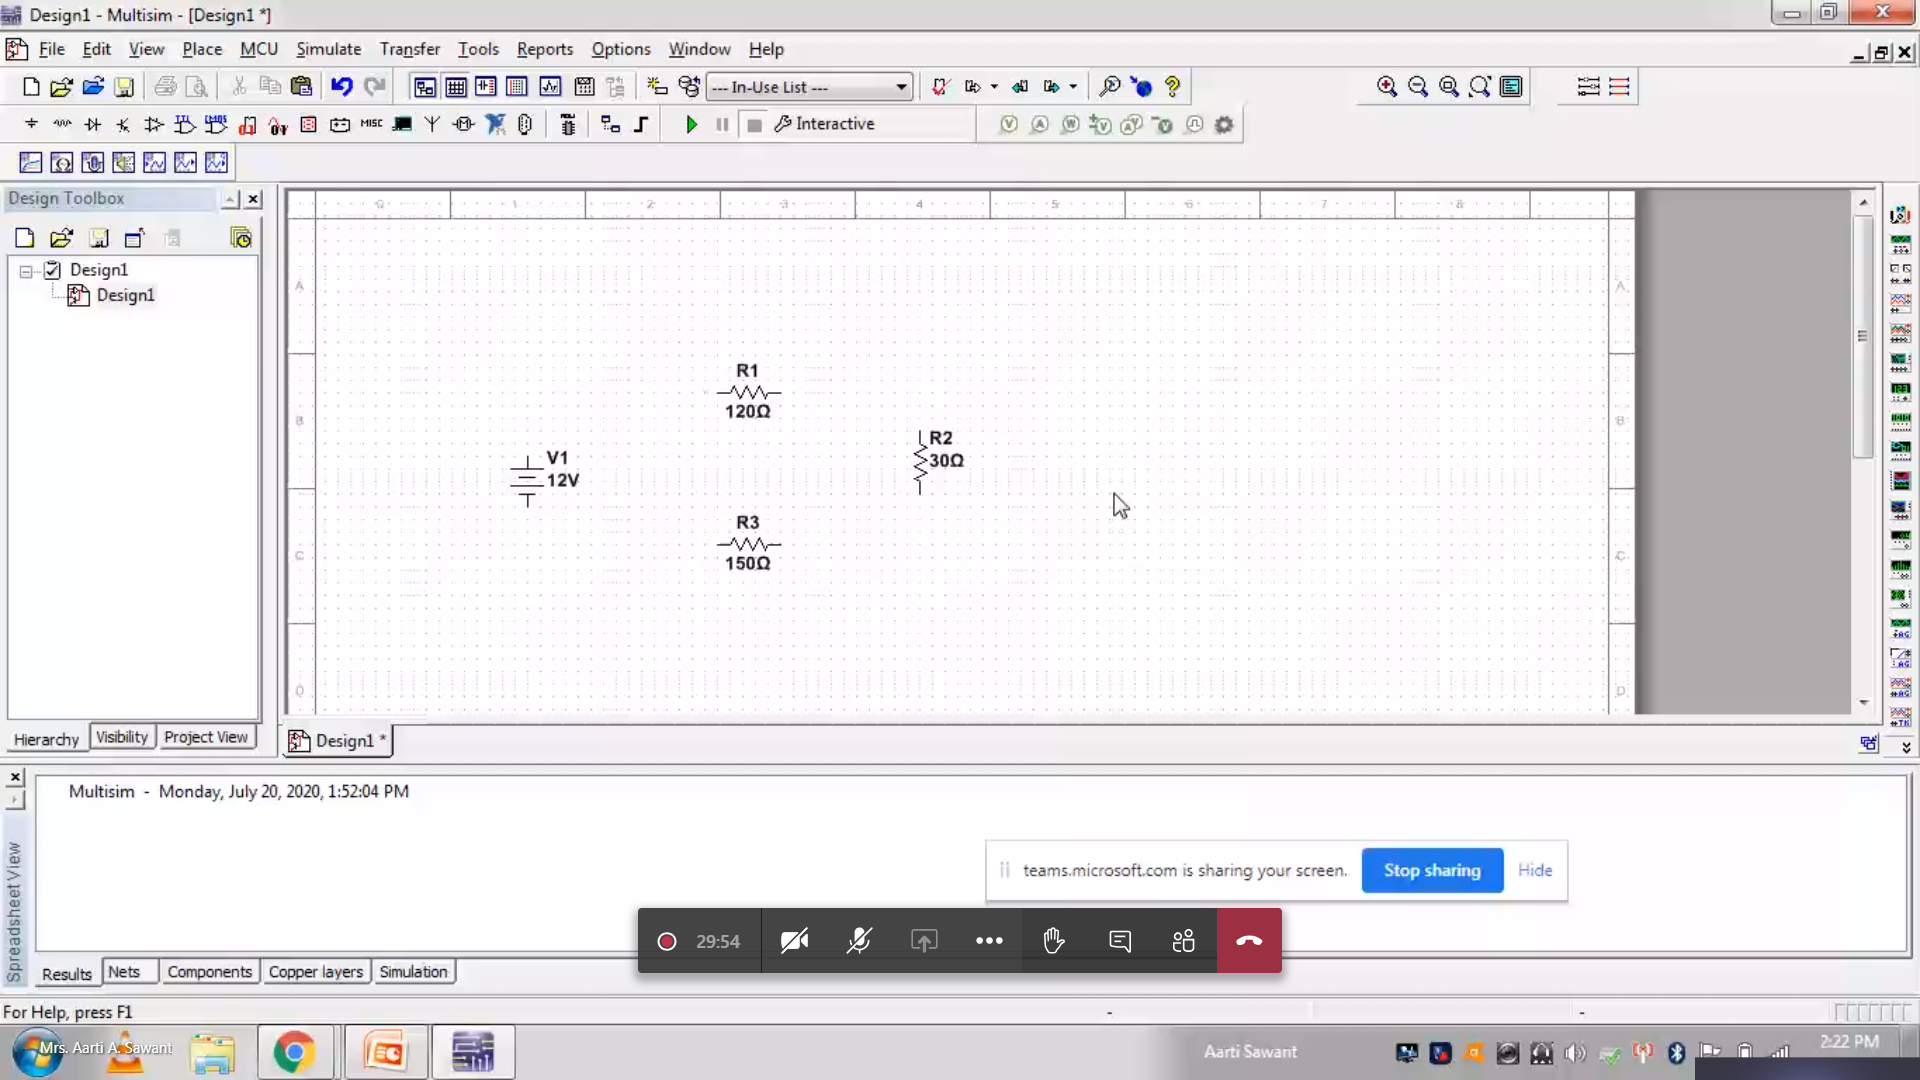 Design1 - Multisim - [Design1 *]
File Edit View Place MCU Simulate Transfer Tools Reports Options Window Help
--- In-Use List ---
MISC Interactive
Design Toolbox
Design1
Design1
Hierarchy Visibility Project View
0 1 2 3 4 5 6 7 8
A A
B B
C C
D D
R1
120Ω
R2
30Ω
V1
12V
R3
150Ω
Design1 *
Multisim - Monday, July 20, 2020, 1:52:04 PM
Spreadsheet View
teams.microsoft.com is sharing your screen. Stop sharing Hide
29:54
Results Nets Components Copper layers Simulation
For Help, press F1
- -
Mrs. Aarti A. Sawant
Aarti Sawant
2:22 PM